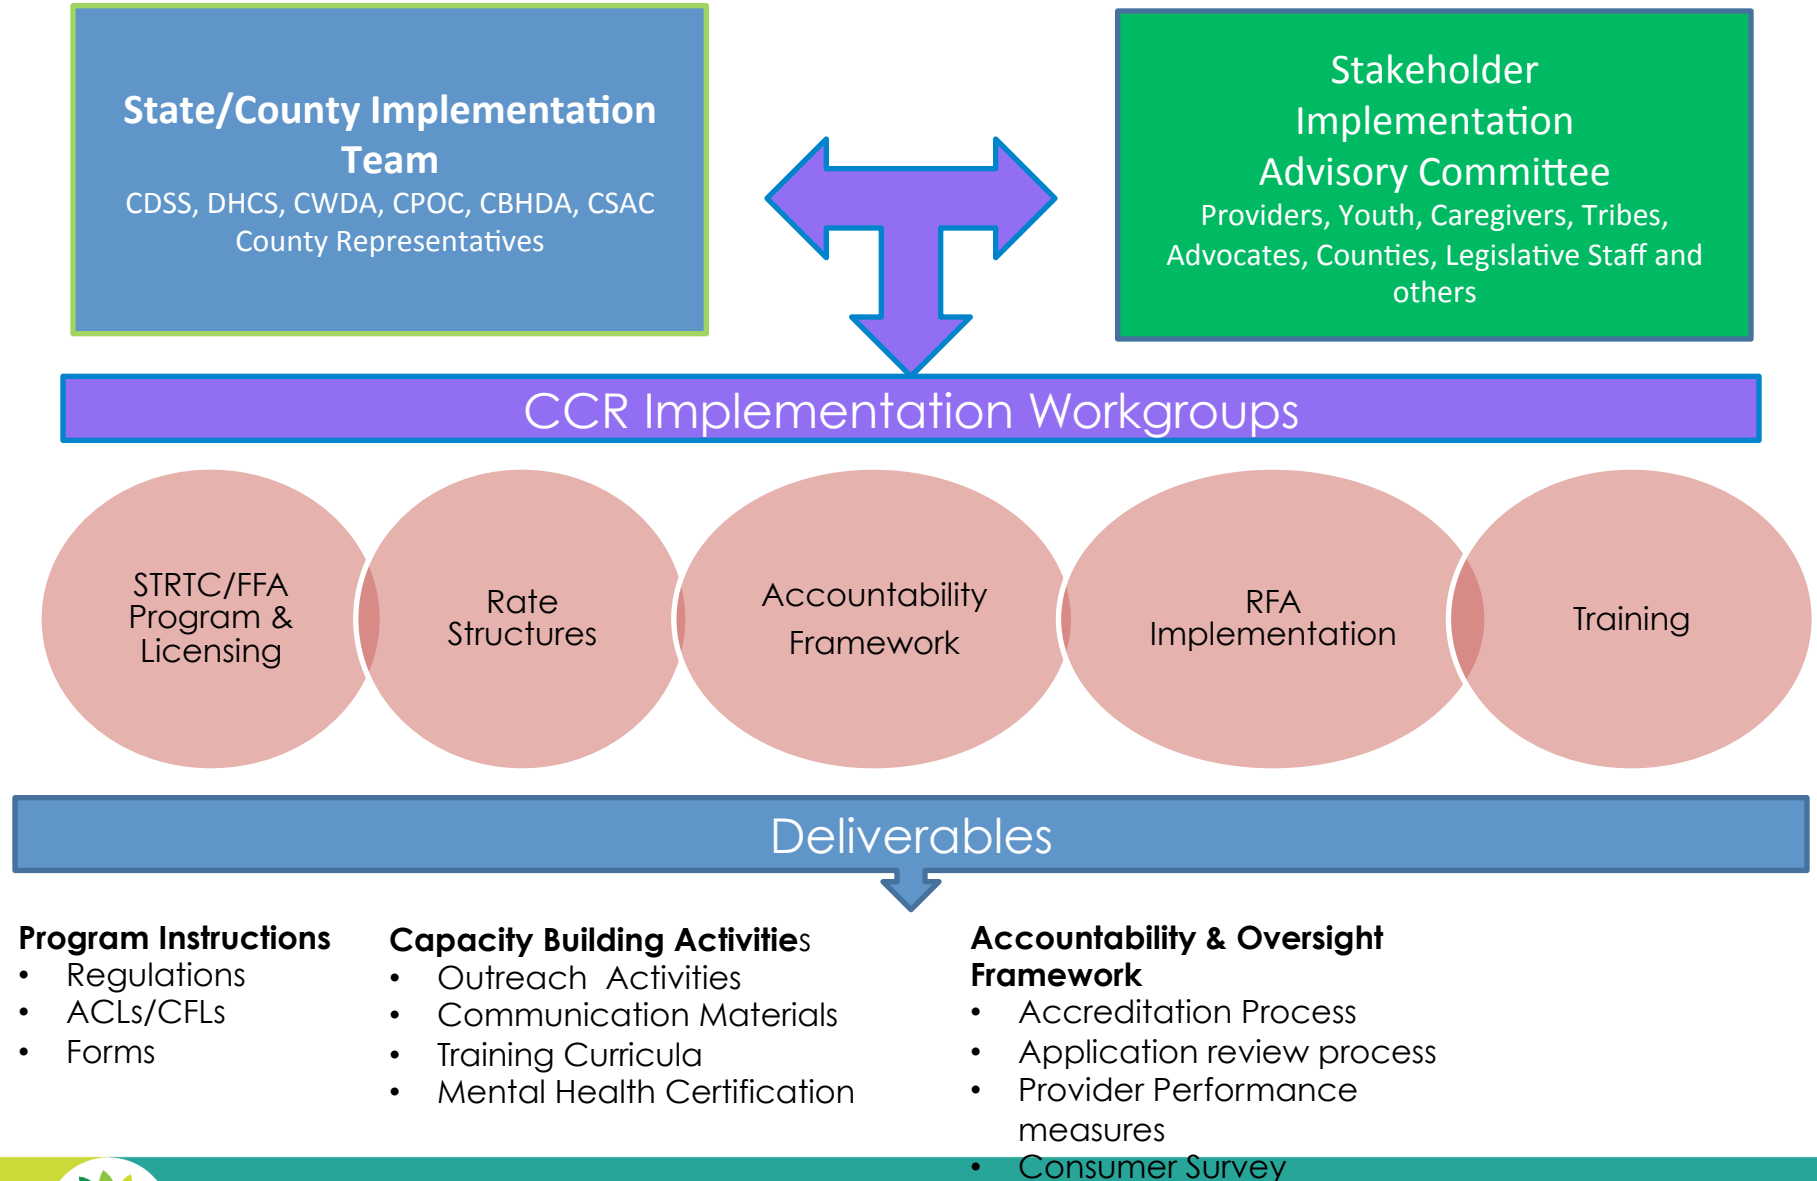 State/County Implementation
Team
CDSS, DHCS, CWDA, CPOC, CBHDA, CSAC
County Representatives
Stakeholder
Implementation
Advisory Committee
Providers, Youth, Caregivers, Tribes,
Advocates, Counties, Legislative Staff and
others
CCR Implementation Workgroups
STRTC/FFA
Program &
Licensing
Rate
Structures
Accountability
Framework
RFA
Implementation
Training
Deliverables
Program Instructions
• Regulations
• ACLs/CFLs
• Forms
Capacity Building Activities
• Outreach Activities
• Communication Materials
• Training Curricula
• Mental Health Certification
Accountability & Oversight
Framework
• Accreditation Process
• Application review process
• Provider Performance
measures
• Consumer Survey